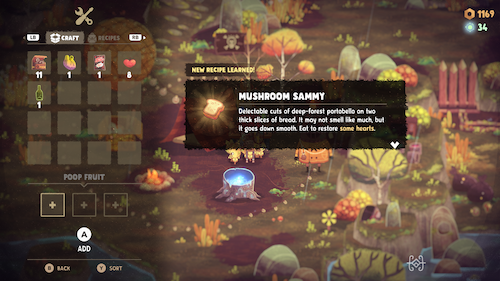 1169
34
LB CRAFT RECIPES RB
11 1 1 8
1
NEW RECIPE LEARNED!
MUSHROOM SAMMY
Delectable cuts of deep-forest portobello on two
thick slices of bread. It may not smell like much, but
it goes down smooth. Eat to restore some hearts.
POOP FRUIT
A
ADD
B BACK
Y SORT